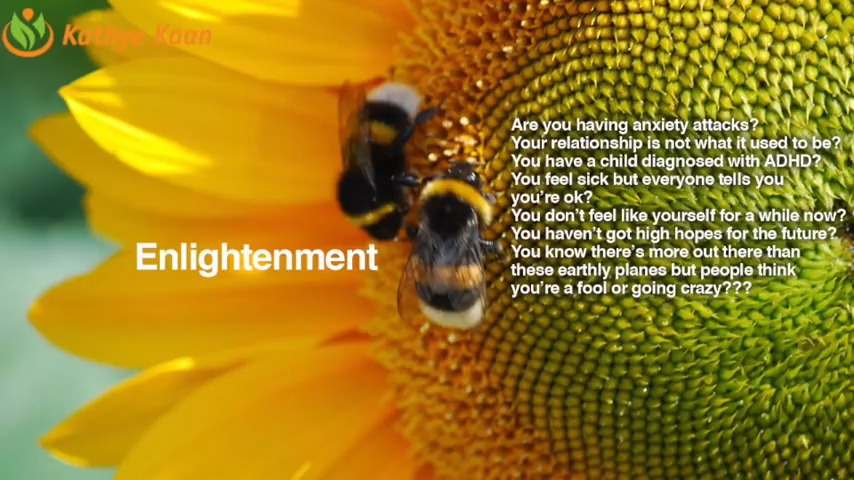 Kathya Kaan
Enlightenment
Are you having anxiety attacks?
Your relationship is not what it used to be?
You have a child diagnosed with ADHD?
You feel sick but everyone tells you
you're ok?
You don't feel like yourself for a while now?
You haven't got high hopes for the future?
You know there's more out there than
these earthly planes but people think
you're a fool or going crazy???